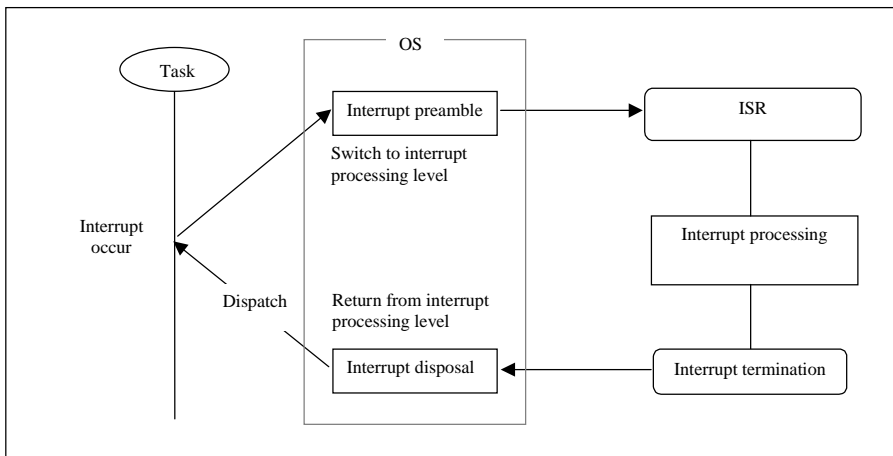 OS
Task
Interrupt preamble
ISR
Switch to interrupt
processing level
Interrupt
occur
Interrupt processing
Dispatch
Return from interrupt
processing level
Interrupt disposal
Interrupt termination